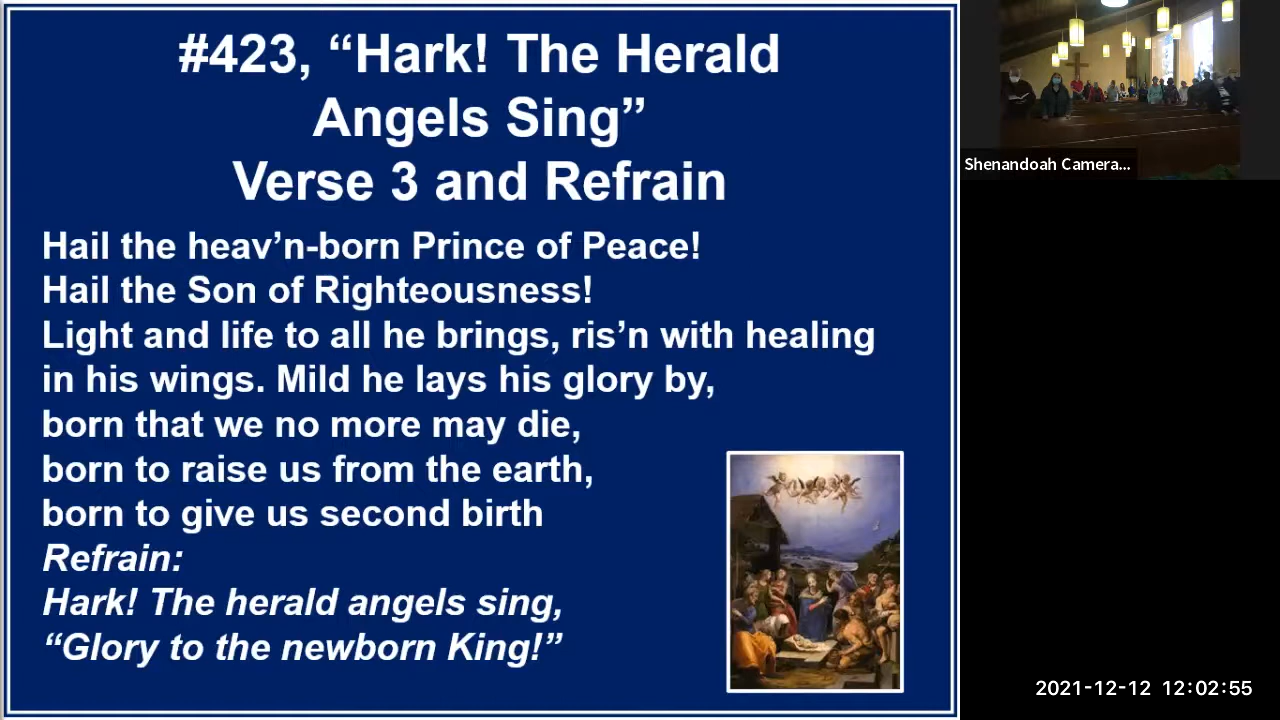 #423, “Hark! The Herald
Angels Sing”
Verse 3 and Refrain
Hail the heav’n-born Prince of Peace!
Hail the Son of Righteousness!
Light and life to all he brings, ris’n with healing
in his wings. Mild he lays his glory by,
born that we no more may die,
born to raise us from the earth,
born to give us second birth
Refrain:
Hark! The herald angels sing,
“Glory to the newborn King!”
Shenandoah Camera...
2021-12-12 12:02:55